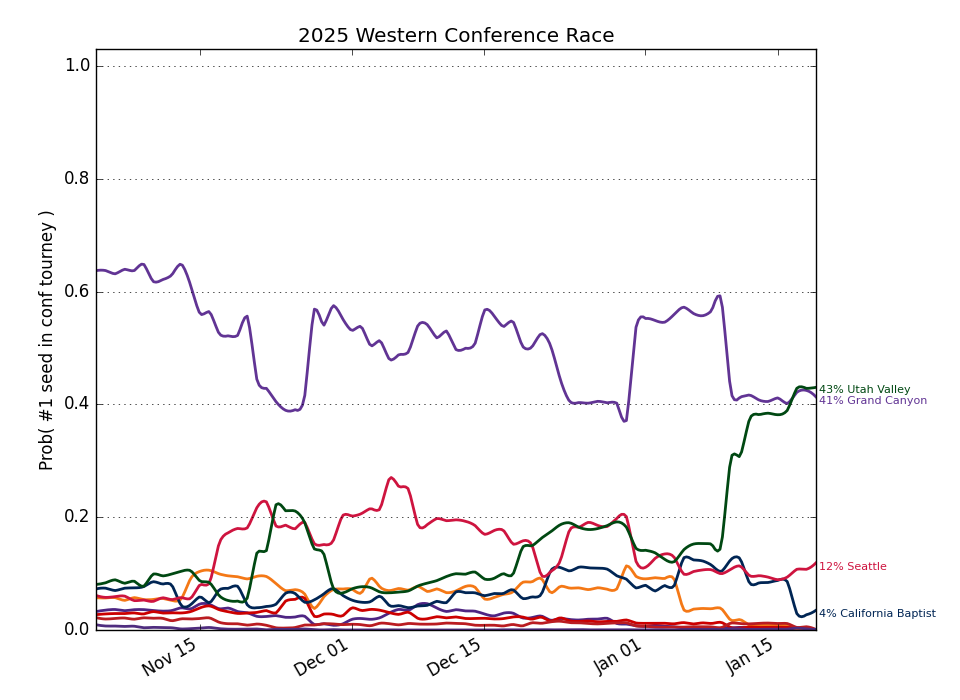 2025 Western Conference Race
Prob( #1 seed in conf tourney )
1.0
0.8
0.6
0.4
0.2
0.0
43% Utah Valley
41% Grand Canyon
12% Seattle
4% California Baptist
Nov 15
Dec 01
Dec 15
Jan 01
Jan 15